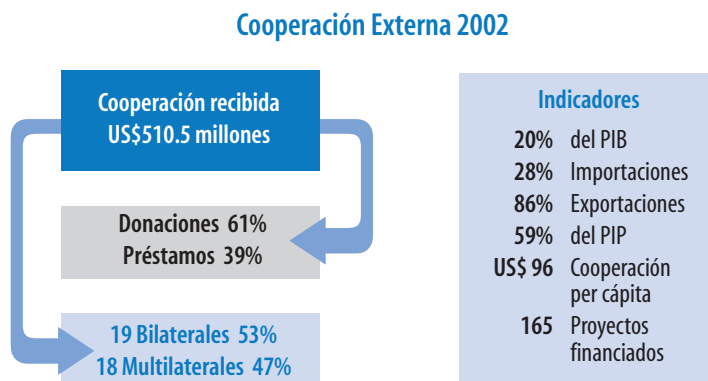 Cooperación Externa 2002
Cooperación recibida
US$510.5 millones
Donaciones 61%
Préstamos 39%
19 Bilaterales 53%
18 Multilaterales 47%
Indicadores
20% del PIB
28% Importaciones
86% Exportaciones
59% del PIP
US$ 96 Cooperación
per cápita
165 Proyectos
financiados